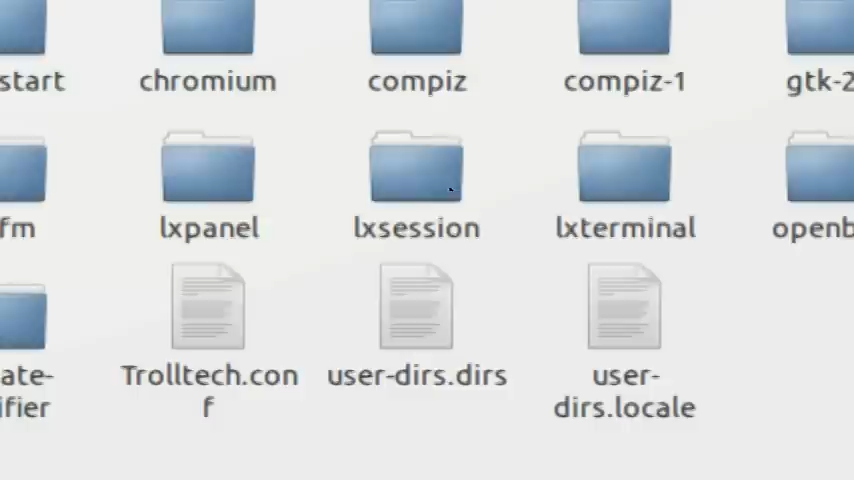 start chromium compiz compiz-1 gtk-2
fm lxpanel lxsession lxterminal openb
ate-
ifier
Trolltech.con
f
user-dirs.dirs
user-
dirs.locale